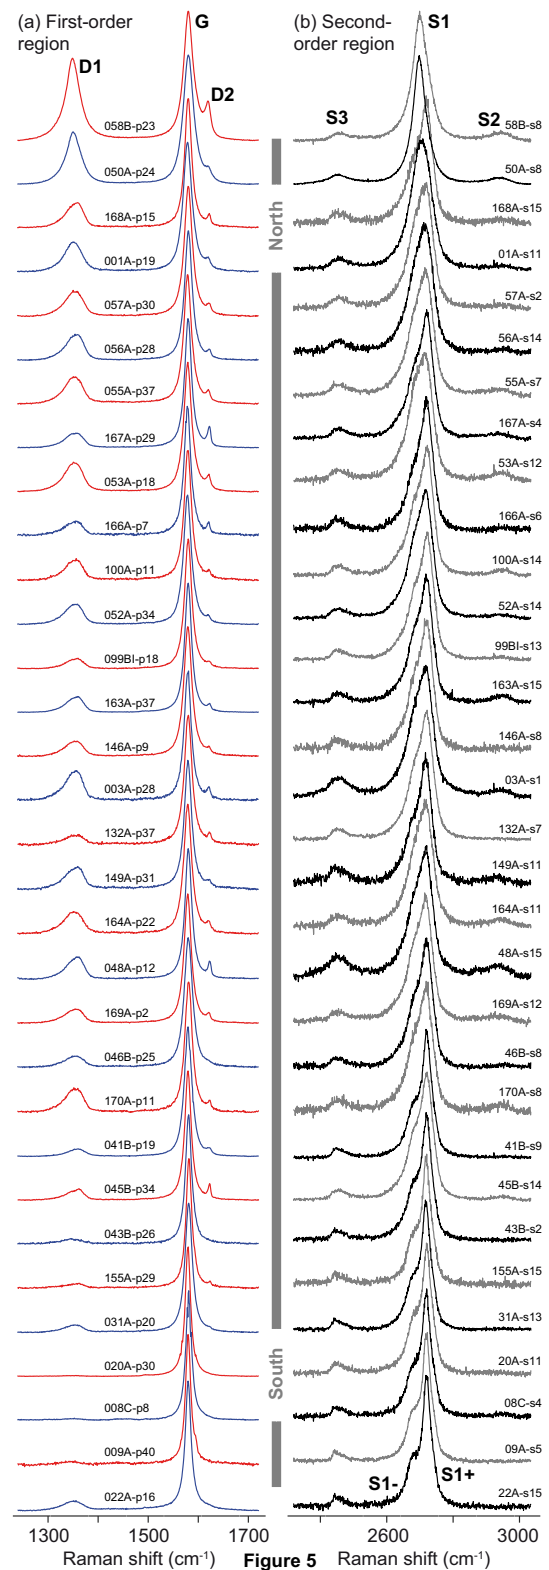 (a) First-order
region
G
D1
D2
058B-p23
050A-p24
168A-p15
001A-p19
057A-p30
056A-p28
055A-p37
167A-p29
053A-p18
166A-p7
100A-p11
052A-p34
099BI-p18
163A-p37
146A-p9
003A-p28
132A-p37
149A-p31
164A-p22
048A-p12
169A-p2
046B-p25
170A-p11
041B-p19
045B-p34
043B-p26
155A-p29
031A-p20
020A-p30
008C-p8
009A-p40
022A-p16
1300 1500 1700
Raman shift (cm-1)
North
South
(b) Second-
order region
S1
S3
S2
58B-s8
50A-s8
168A-s15
01A-s11
57A-s2
56A-s14
55A-s7
167A-s4
53A-s12
166A-s6
100A-s14
52A-s14
99BI-s13
163A-s15
146A-s8
03A-s1
132A-s7
149A-s11
164A-s11
48A-s15
169A-s12
46B-s8
170A-s8
41B-s9
45B-s14
43B-s2
155A-s15
31A-s13
20A-s11
08C-s4
09A-s5
S1- S1+
22A-s15
2600 3000
Raman shift (cm-1)
Figure 5